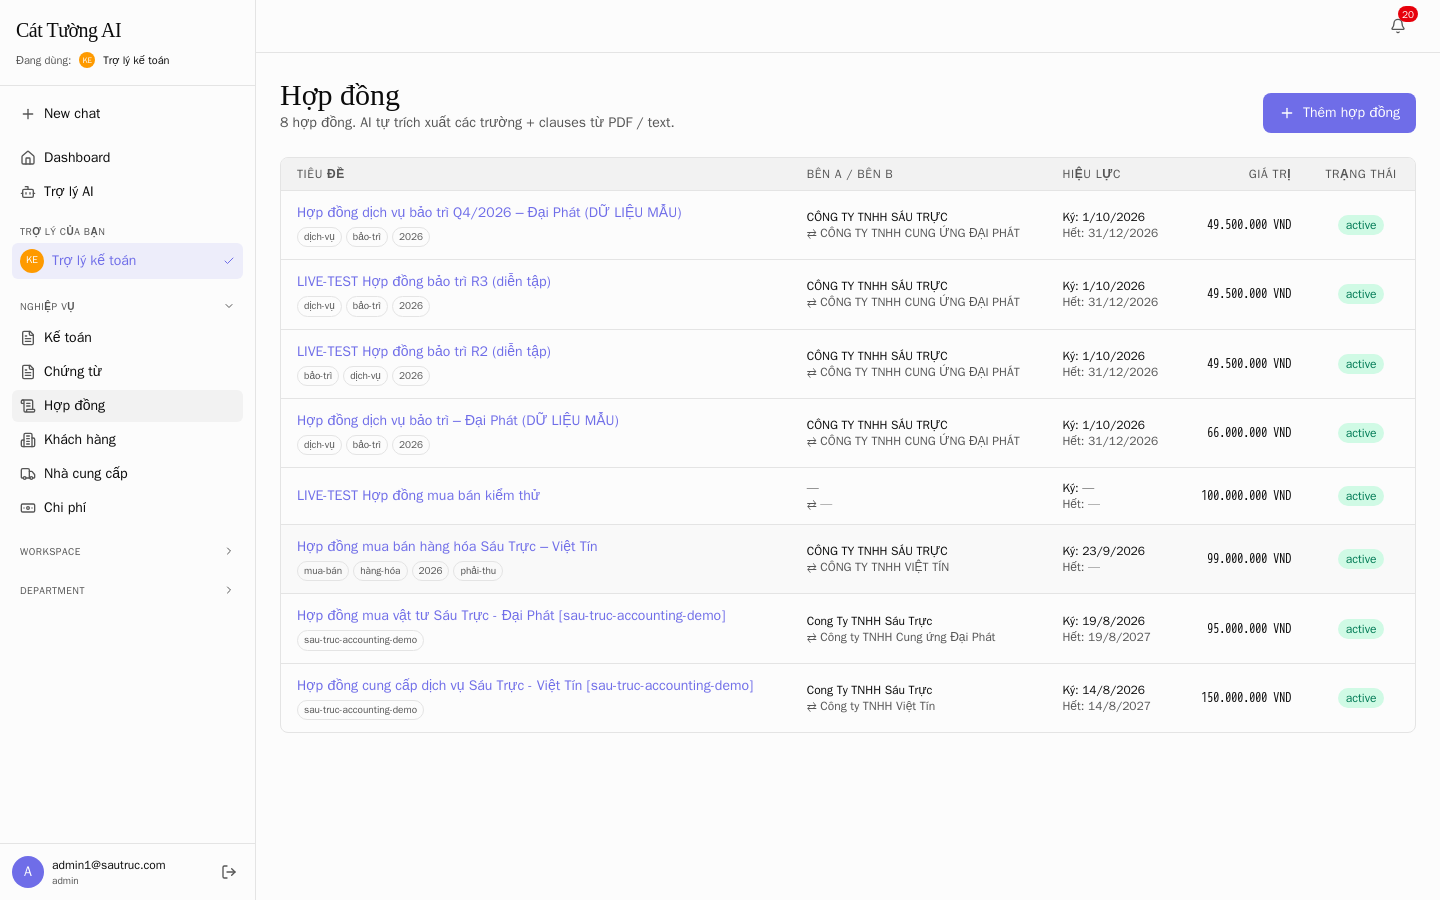 Cát Tường AI
Đang dùng: KE Trợ lý kế toán
New chat
Dashboard
Trợ lý AI
TRỢ LÝ CỦA BẠN
KE Trợ lý kế toán
NGHIỆP VỤ
Kế toán
Chứng từ
Hợp đồng
Khách hàng
Nhà cung cấp
Chi phí
WORKSPACE
DEPARTMENT
A
admin1@sautruc.com
admin
20
Hợp đồng
8 hợp đồng. AI tự trích xuất các trường + clauses từ PDF / text.
Thêm hợp đồng
TIÊU ĐỀ BÊN A / BÊN B HIỆU LỰC GIÁ TRỊ TRẠNG THÁI
Hợp đồng dịch vụ bảo trì Q4/2026 – Đại Phát (DỮ LIỆU MẪU)
dịch-vụ bảo-trì 2026
CÔNG TY TNHH SÁU TRỰC
⇄ CÔNG TY TNHH CUNG ỨNG ĐẠI PHÁT
Ký: 1/10/2026
Hết: 31/12/2026
49.500.000 VND
active
LIVE-TEST Hợp đồng bảo trì R3 (diễn tập)
dịch-vụ bảo-trì 2026
CÔNG TY TNHH SÁU TRỰC
⇄ CÔNG TY TNHH CUNG ỨNG ĐẠI PHÁT
Ký: 1/10/2026
Hết: 31/12/2026
49.500.000 VND
active
LIVE-TEST Hợp đồng bảo trì R2 (diễn tập)
bảo-trì dịch-vụ 2026
CÔNG TY TNHH SÁU TRỰC
⇄ CÔNG TY TNHH CUNG ỨNG ĐẠI PHÁT
Ký: 1/10/2026
Hết: 31/12/2026
49.500.000 VND
active
Hợp đồng dịch vụ bảo trì – Đại Phát (DỮ LIỆU MẪU)
dịch-vụ bảo-trì 2026
CÔNG TY TNHH SÁU TRỰC
⇄ CÔNG TY TNHH CUNG ỨNG ĐẠI PHÁT
Ký: 1/10/2026
Hết: 31/12/2026
66.000.000 VND
active
LIVE-TEST Hợp đồng mua bán kiểm thử
—
⇄ —
Ký: —
Hết: —
100.000.000 VND
active
Hợp đồng mua bán hàng hóa Sáu Trực – Việt Tín
mua-bán hàng-hóa 2026 phải-thu
CÔNG TY TNHH SÁU TRỰC
⇄ CÔNG TY TNHH VIỆT TÍN
Ký: 23/9/2026
Hết: —
99.000.000 VND
active
Hợp đồng mua vật tư Sáu Trực - Đại Phát [sau-truc-accounting-demo]
sau-truc-accounting-demo
Cong Ty TNHH Sáu Trực
⇄ Công ty TNHH Cung ứng Đại Phát
Ký: 19/8/2026
Hết: 19/8/2027
95.000.000 VND
active
Hợp đồng cung cấp dịch vụ Sáu Trực - Việt Tín [sau-truc-accounting-demo]
sau-truc-accounting-demo
Cong Ty TNHH Sáu Trực
⇄ Công ty TNHH Việt Tín
Ký: 14/8/2026
Hết: 14/8/2027
150.000.000 VND
active